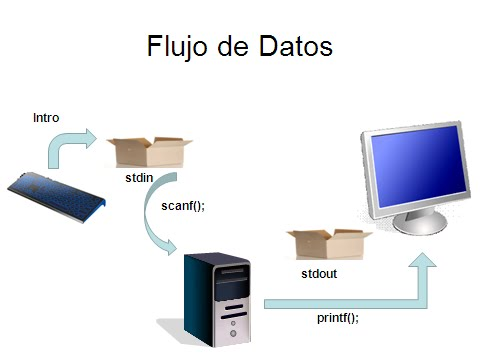 Flujo de Datos
Intro
stdin
scanf();
stdout
printf();